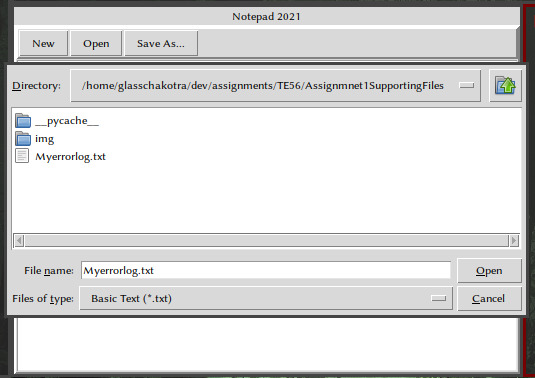 Notepad 2021
New Open Save As...
Directory: /home/glasschakotra/dev/assignments/TE56/Assignmnet1SupportingFiles
__pycache__
img
Myerrorlog.txt
File name: Myerrorlog.txt Open
Files of type: Basic Text (*.txt) Cancel